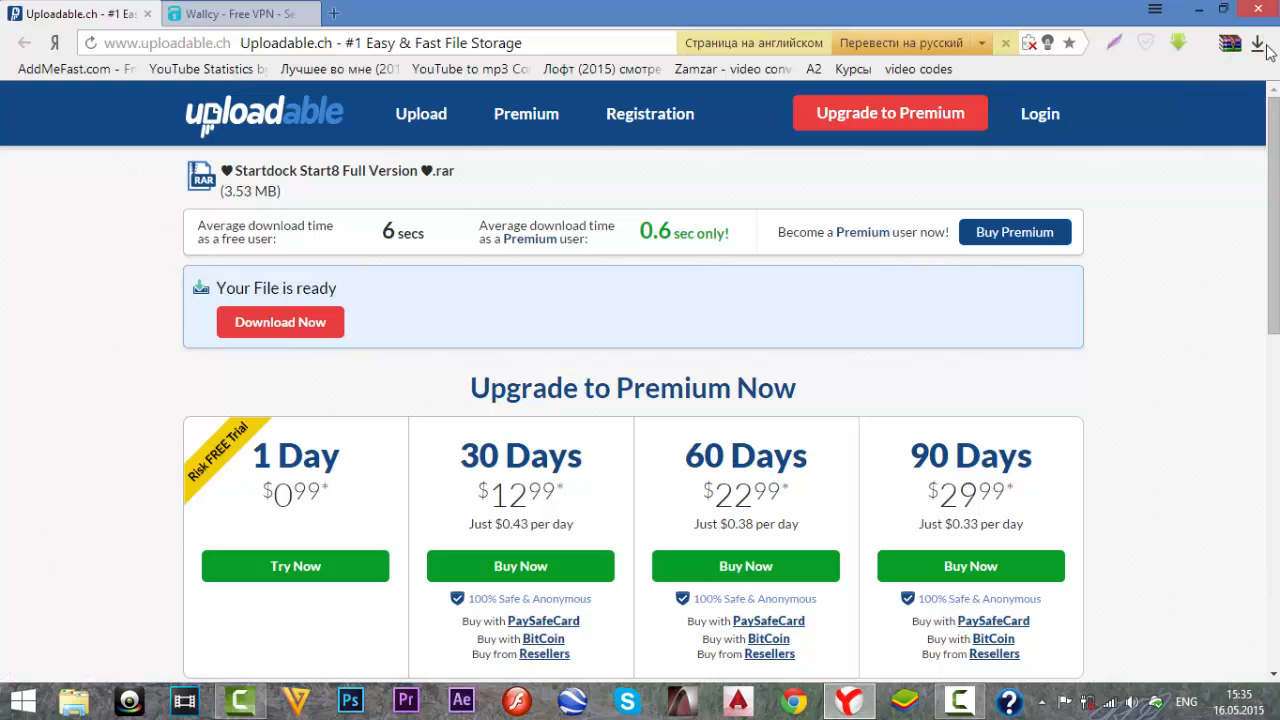 Uploadable.ch - #1 Ea
Wallcy - Free VPN - Se
www.uploadable.ch Uploadable.ch - #1 Easy & Fast File Storage
Страница на английском
Перевести на русский
AddMeFast.com - Fr
YouTube Statistics by
Лучшее во мне (201
YouTube to mp3 Co
Лофт (2015) смотре
Zamzar - video conv
A2
Курсы
video codes
uploadable
Upload
Premium
Registration
Upgrade to Premium
Login
RAR
♥Startdock Start8 Full Version ♥.rar
(3.53 MB)
Average download time
as a free user:
6 secs
Average download time
as a Premium user:
0.6 sec only!
Become a Premium user now!
Buy Premium
Your File is ready
Download Now
Upgrade to Premium Now
Risk FREE Trial
1 Day
$0.99*
Try Now
30 Days
$12.99*
Just $0.43 per day
Buy Now
100% Safe & Anonymous
Buy with PaySafeCard
Buy with BitCoin
Buy from Resellers
60 Days
$22.99*
Just $0.38 per day
Buy Now
100% Safe & Anonymous
Buy with PaySafeCard
Buy with BitCoin
Buy from Resellers
90 Days
$29.99*
Just $0.33 per day
Buy Now
100% Safe & Anonymous
Buy with PaySafeCard
Buy with BitCoin
Buy from Resellers
Ps
Pr
Ae
ENG
15:35
16.05.2015